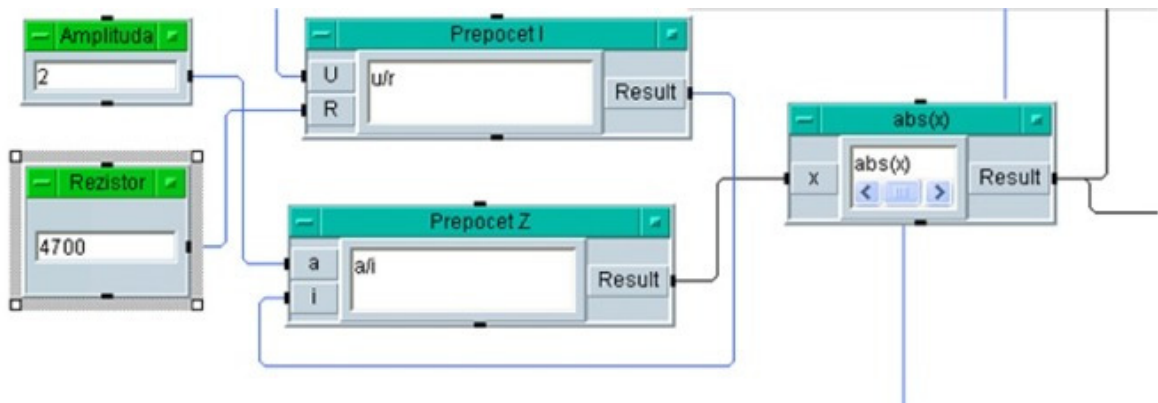 Amplituda
2
Prepocet I
U
u/r
R
Result
Rezistor
4700
Prepocet Z
a
a/i
i
Result
abs(x)
x
abs(x)
Result